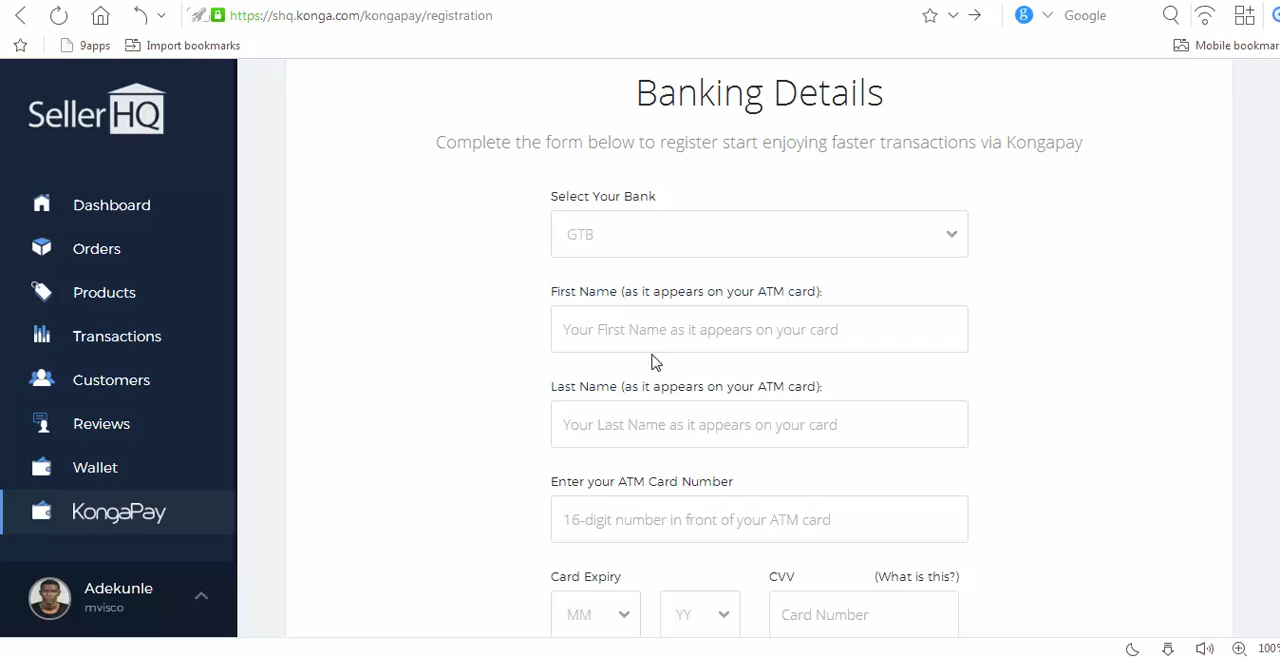 https://shq.konga.com/kongapay/registration
Google
9apps
Import bookmarks
Mobile bookmar
SellerHQ
Dashboard
Orders
Products
Transactions
Customers
Reviews
Wallet
KongaPay
Adekunle
mvisco
Banking Details
Complete the form below to register start enjoying faster transactions via Kongapay
Select Your Bank
GTB
First Name (as it appears on your ATM card):
Your First Name as it appears on your card
Last Name (as it appears on your ATM card):
Your Last Name as it appears on your card
Enter your ATM Card Number
16-digit number in front of your ATM card
Card Expiry CVV (What is this?)
MM YY Card Number
100%